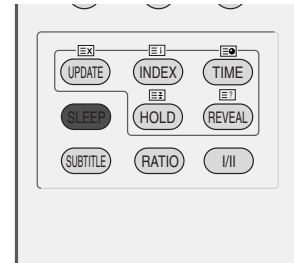 UPDATE INDEX TIME
SLEEP HOLD REVEAL
SUBTITLE RATIO I/II